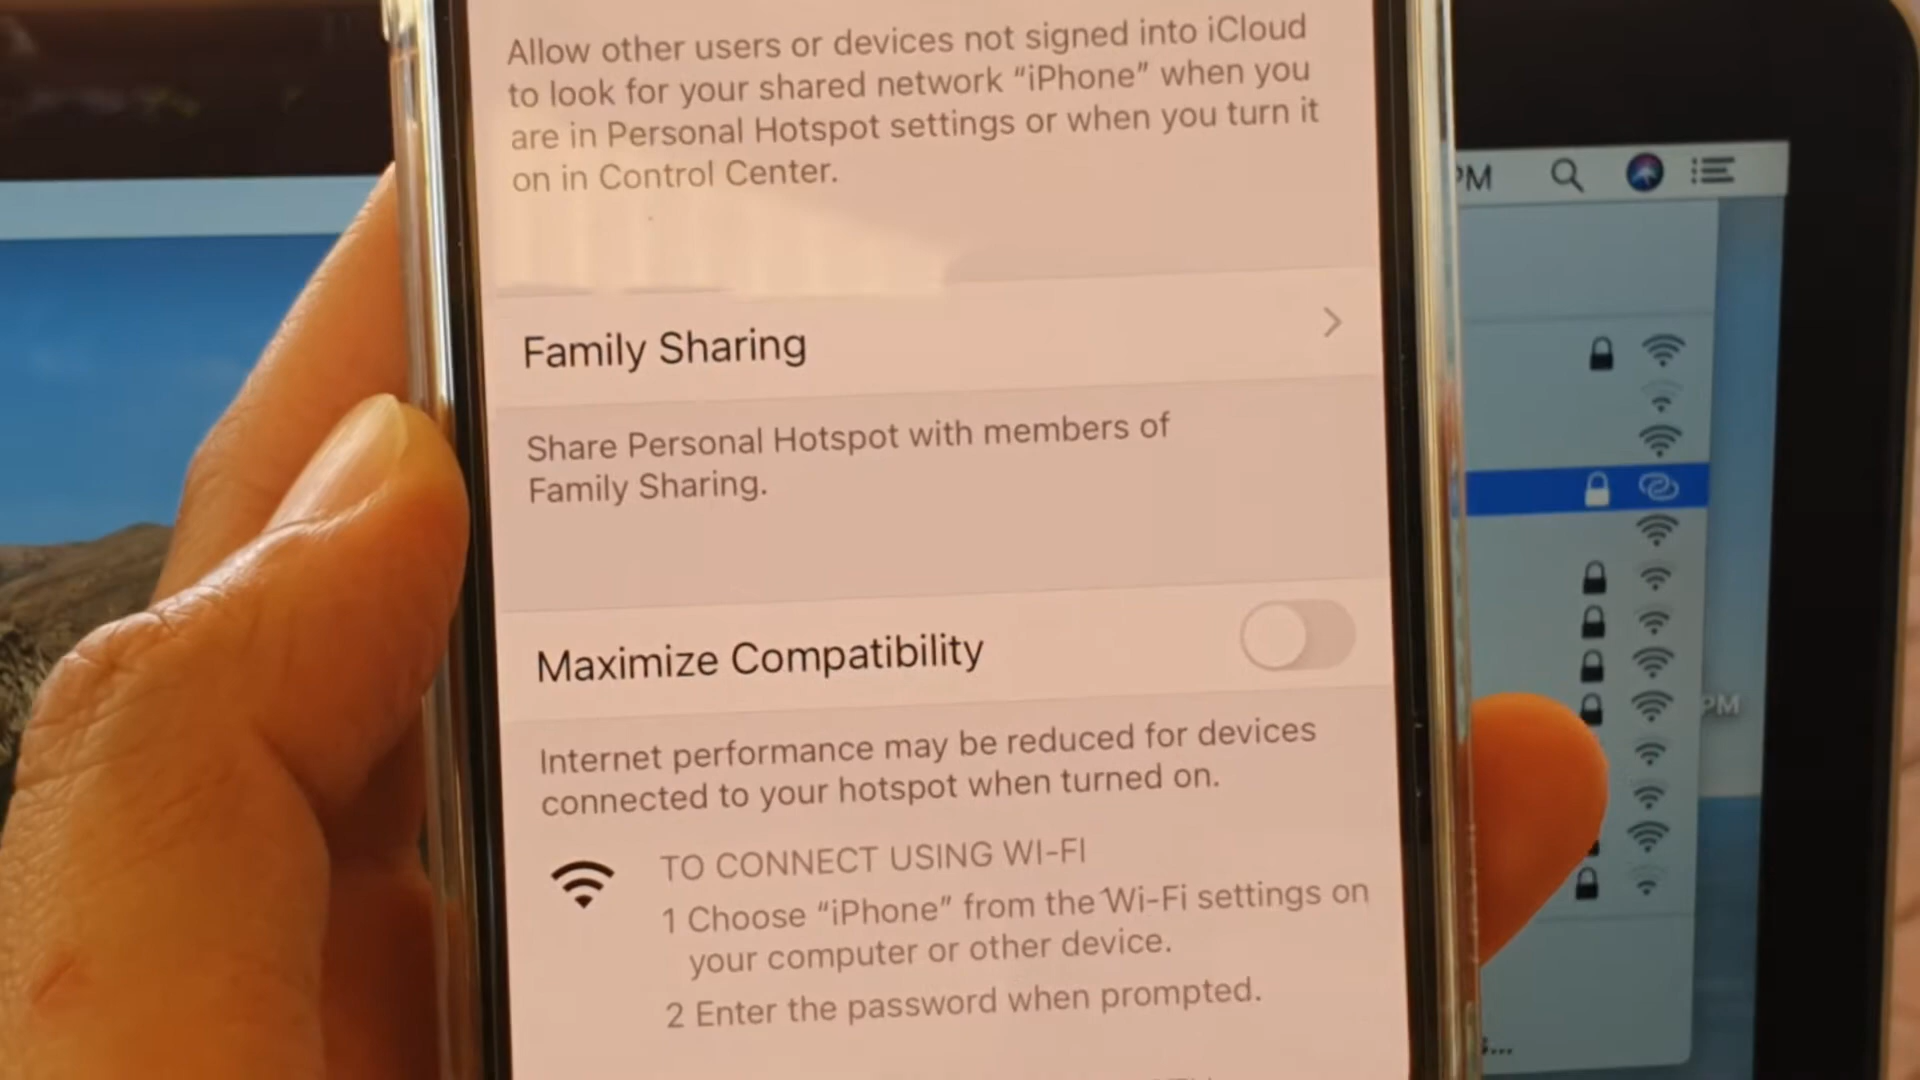 Allow other users or devices not signed into iCloud
to look for your shared network “iPhone” when you
are in Personal Hotspot settings or when you turn it
on in Control Center.
PM
Family Sharing
Share Personal Hotspot with members of
Family Sharing.
Maximize Compatibility
PM
Internet performance may be reduced for devices
connected to your hotspot when turned on.
TO CONNECT USING WI-FI
1 Choose “iPhone” from the Wi-Fi settings on
your computer or other device.
2 Enter the password when prompted.